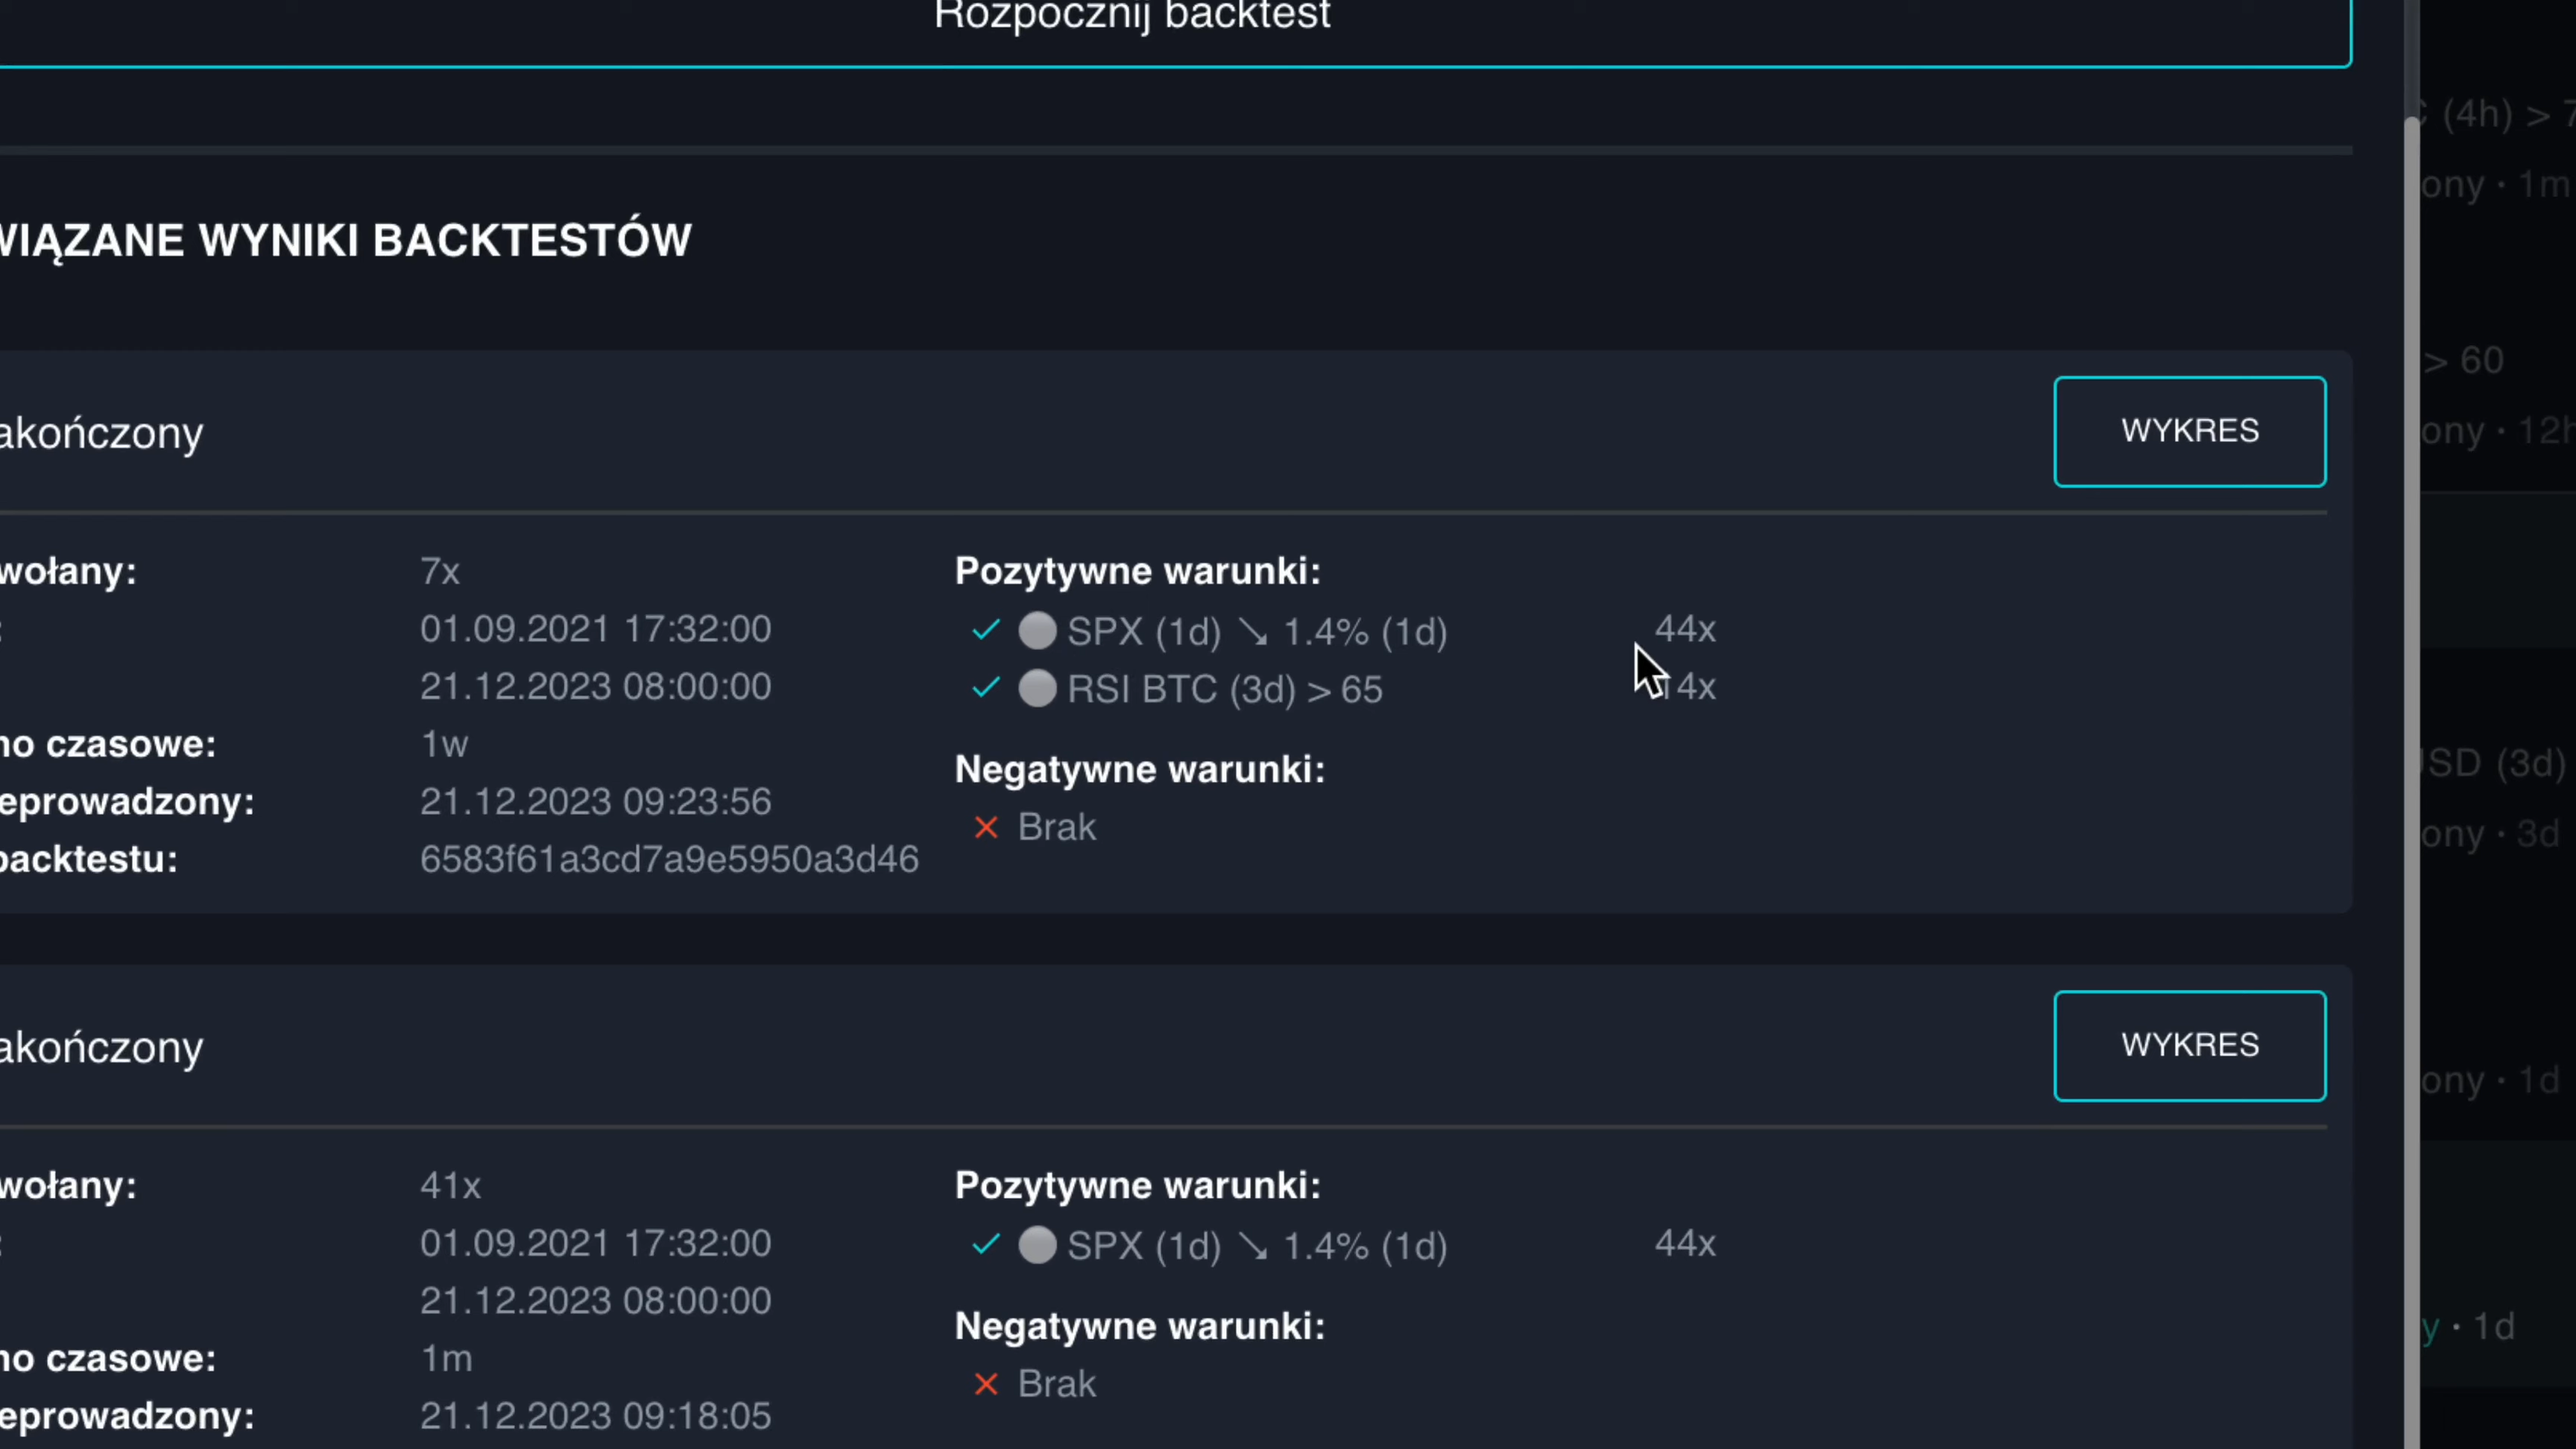 Rozpocznij backtest
C (4h) > 7
ony · 1m
WIĄZANE WYNIKI BACKTESTÓW
> 60
ony · 12h
akończony
WYKRES
wołany: 7x
Pozytywne warunki:
: 01.09.2021 17:32:00
SPX (1d) ↘ 1.4% (1d) 44x
21.12.2023 08:00:00
RSI BTC (3d) > 65 14x
no czasowe: 1w
Negatywne warunki:
USD (3d)
eprowadzony: 21.12.2023 09:23:56
Brak
ony · 3d
backtestu: 6583f61a3cd7a9e5950a3d46
akończony
WYKRES
ony · 1d
wołany: 41x
Pozytywne warunki:
: 01.09.2021 17:32:00
SPX (1d) ↘ 1.4% (1d) 44x
21.12.2023 08:00:00
Negatywne warunki:
y · 1d
no czasowe: 1m
Brak
eprowadzony: 21.12.2023 09:18:05